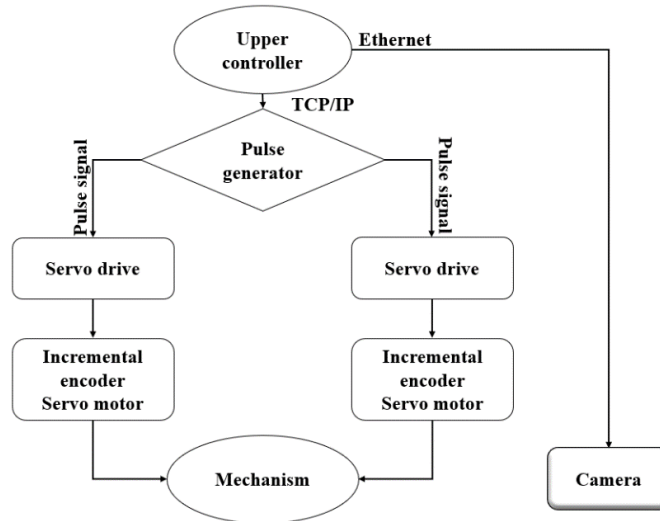 Upper
controller
Ethernet
TCP/IP
Pulse
generator
Pulse signal
Pulse signal
Servo drive
Servo drive
Incremental
encoder
Servo motor
Incremental
encoder
Servo motor
Mechanism
Camera